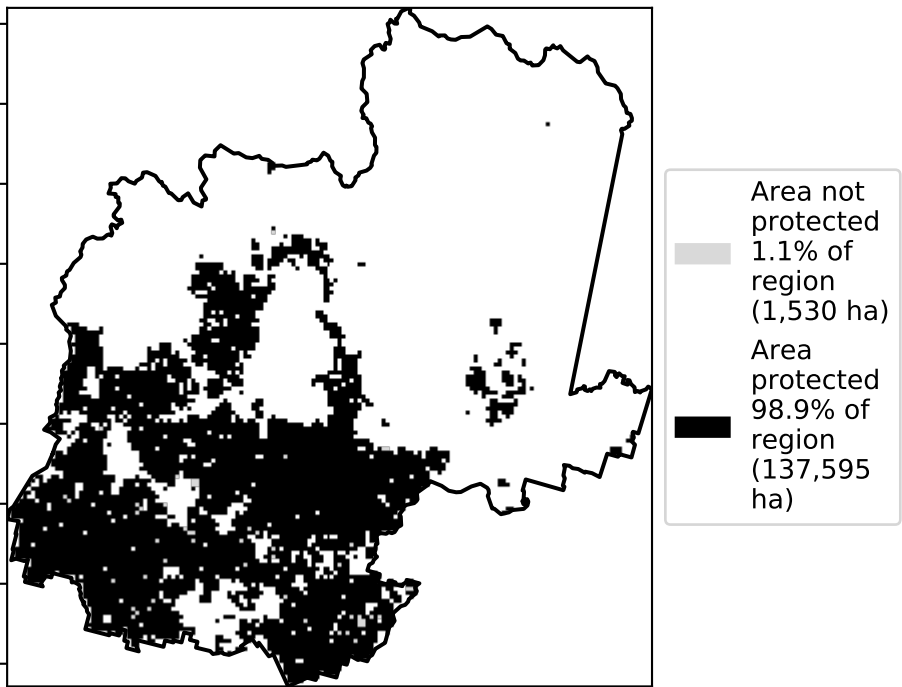 Area not
protected
1.1% of
region
(1,530 ha)
Area
protected
98.9% of
region
(137,595
ha)